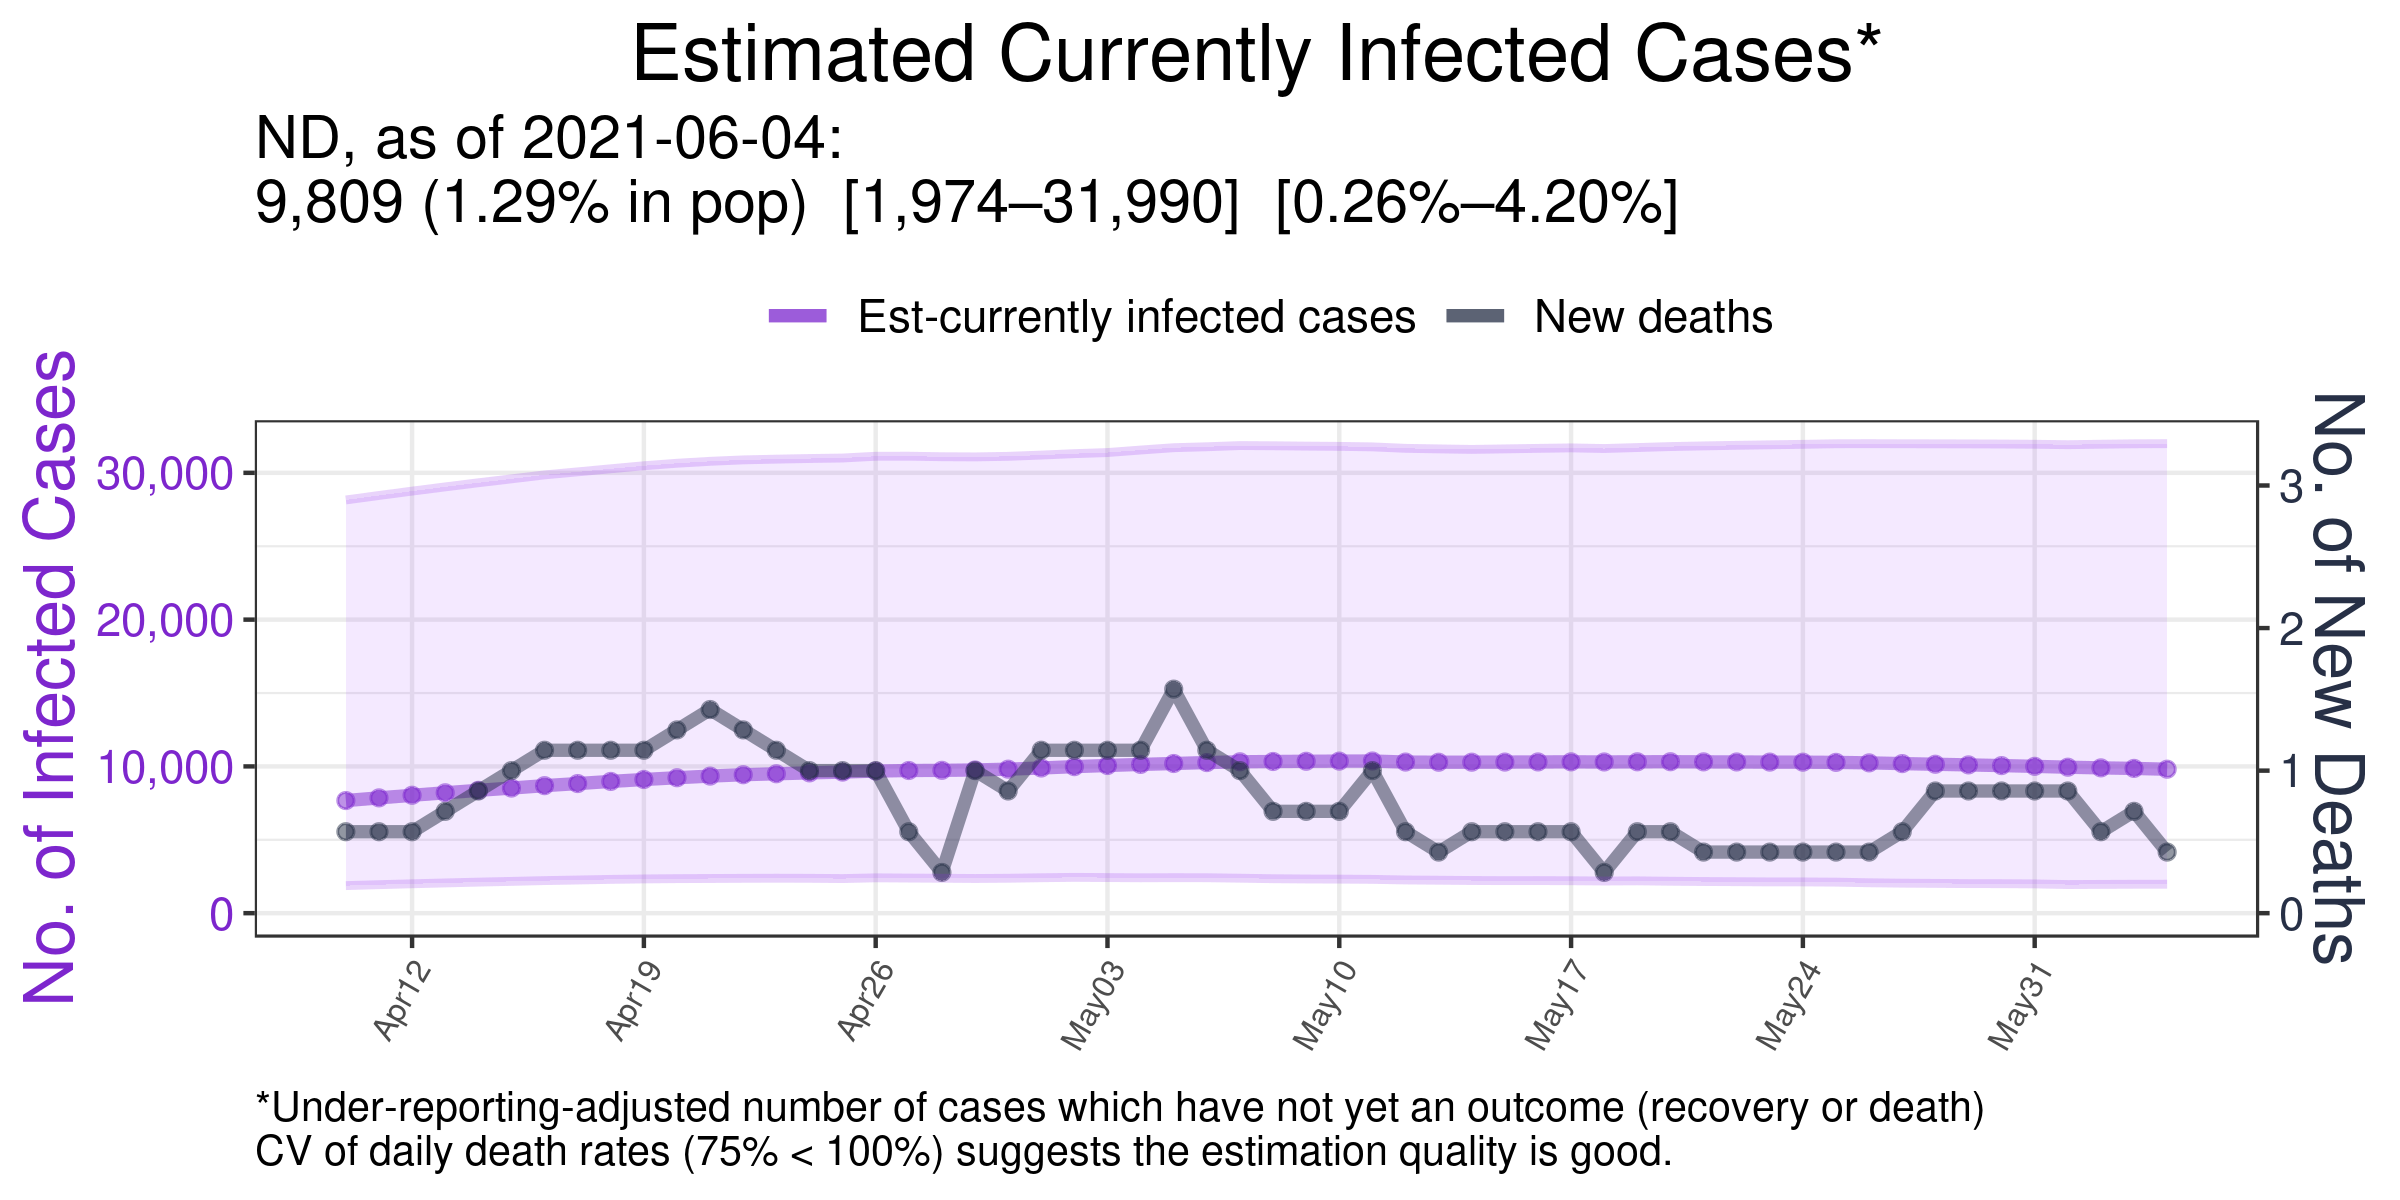 Estimated Currently Infected Cases*
ND, as of 2021-06-04:
9,809 (1.29% in pop) [1,974–31,990] [0.26%–4.20%]
Est-currently infected cases
New deaths
No. of Infected Cases
30,000
20,000
10,000
0
3
2
1
0
No. of New Deaths
Apr12
Apr19
Apr26
May03
May10
May17
May24
May31
*Under-reporting-adjusted number of cases which have not yet an outcome (recovery or death)
CV of daily death rates (75% < 100%) suggests the estimation quality is good.